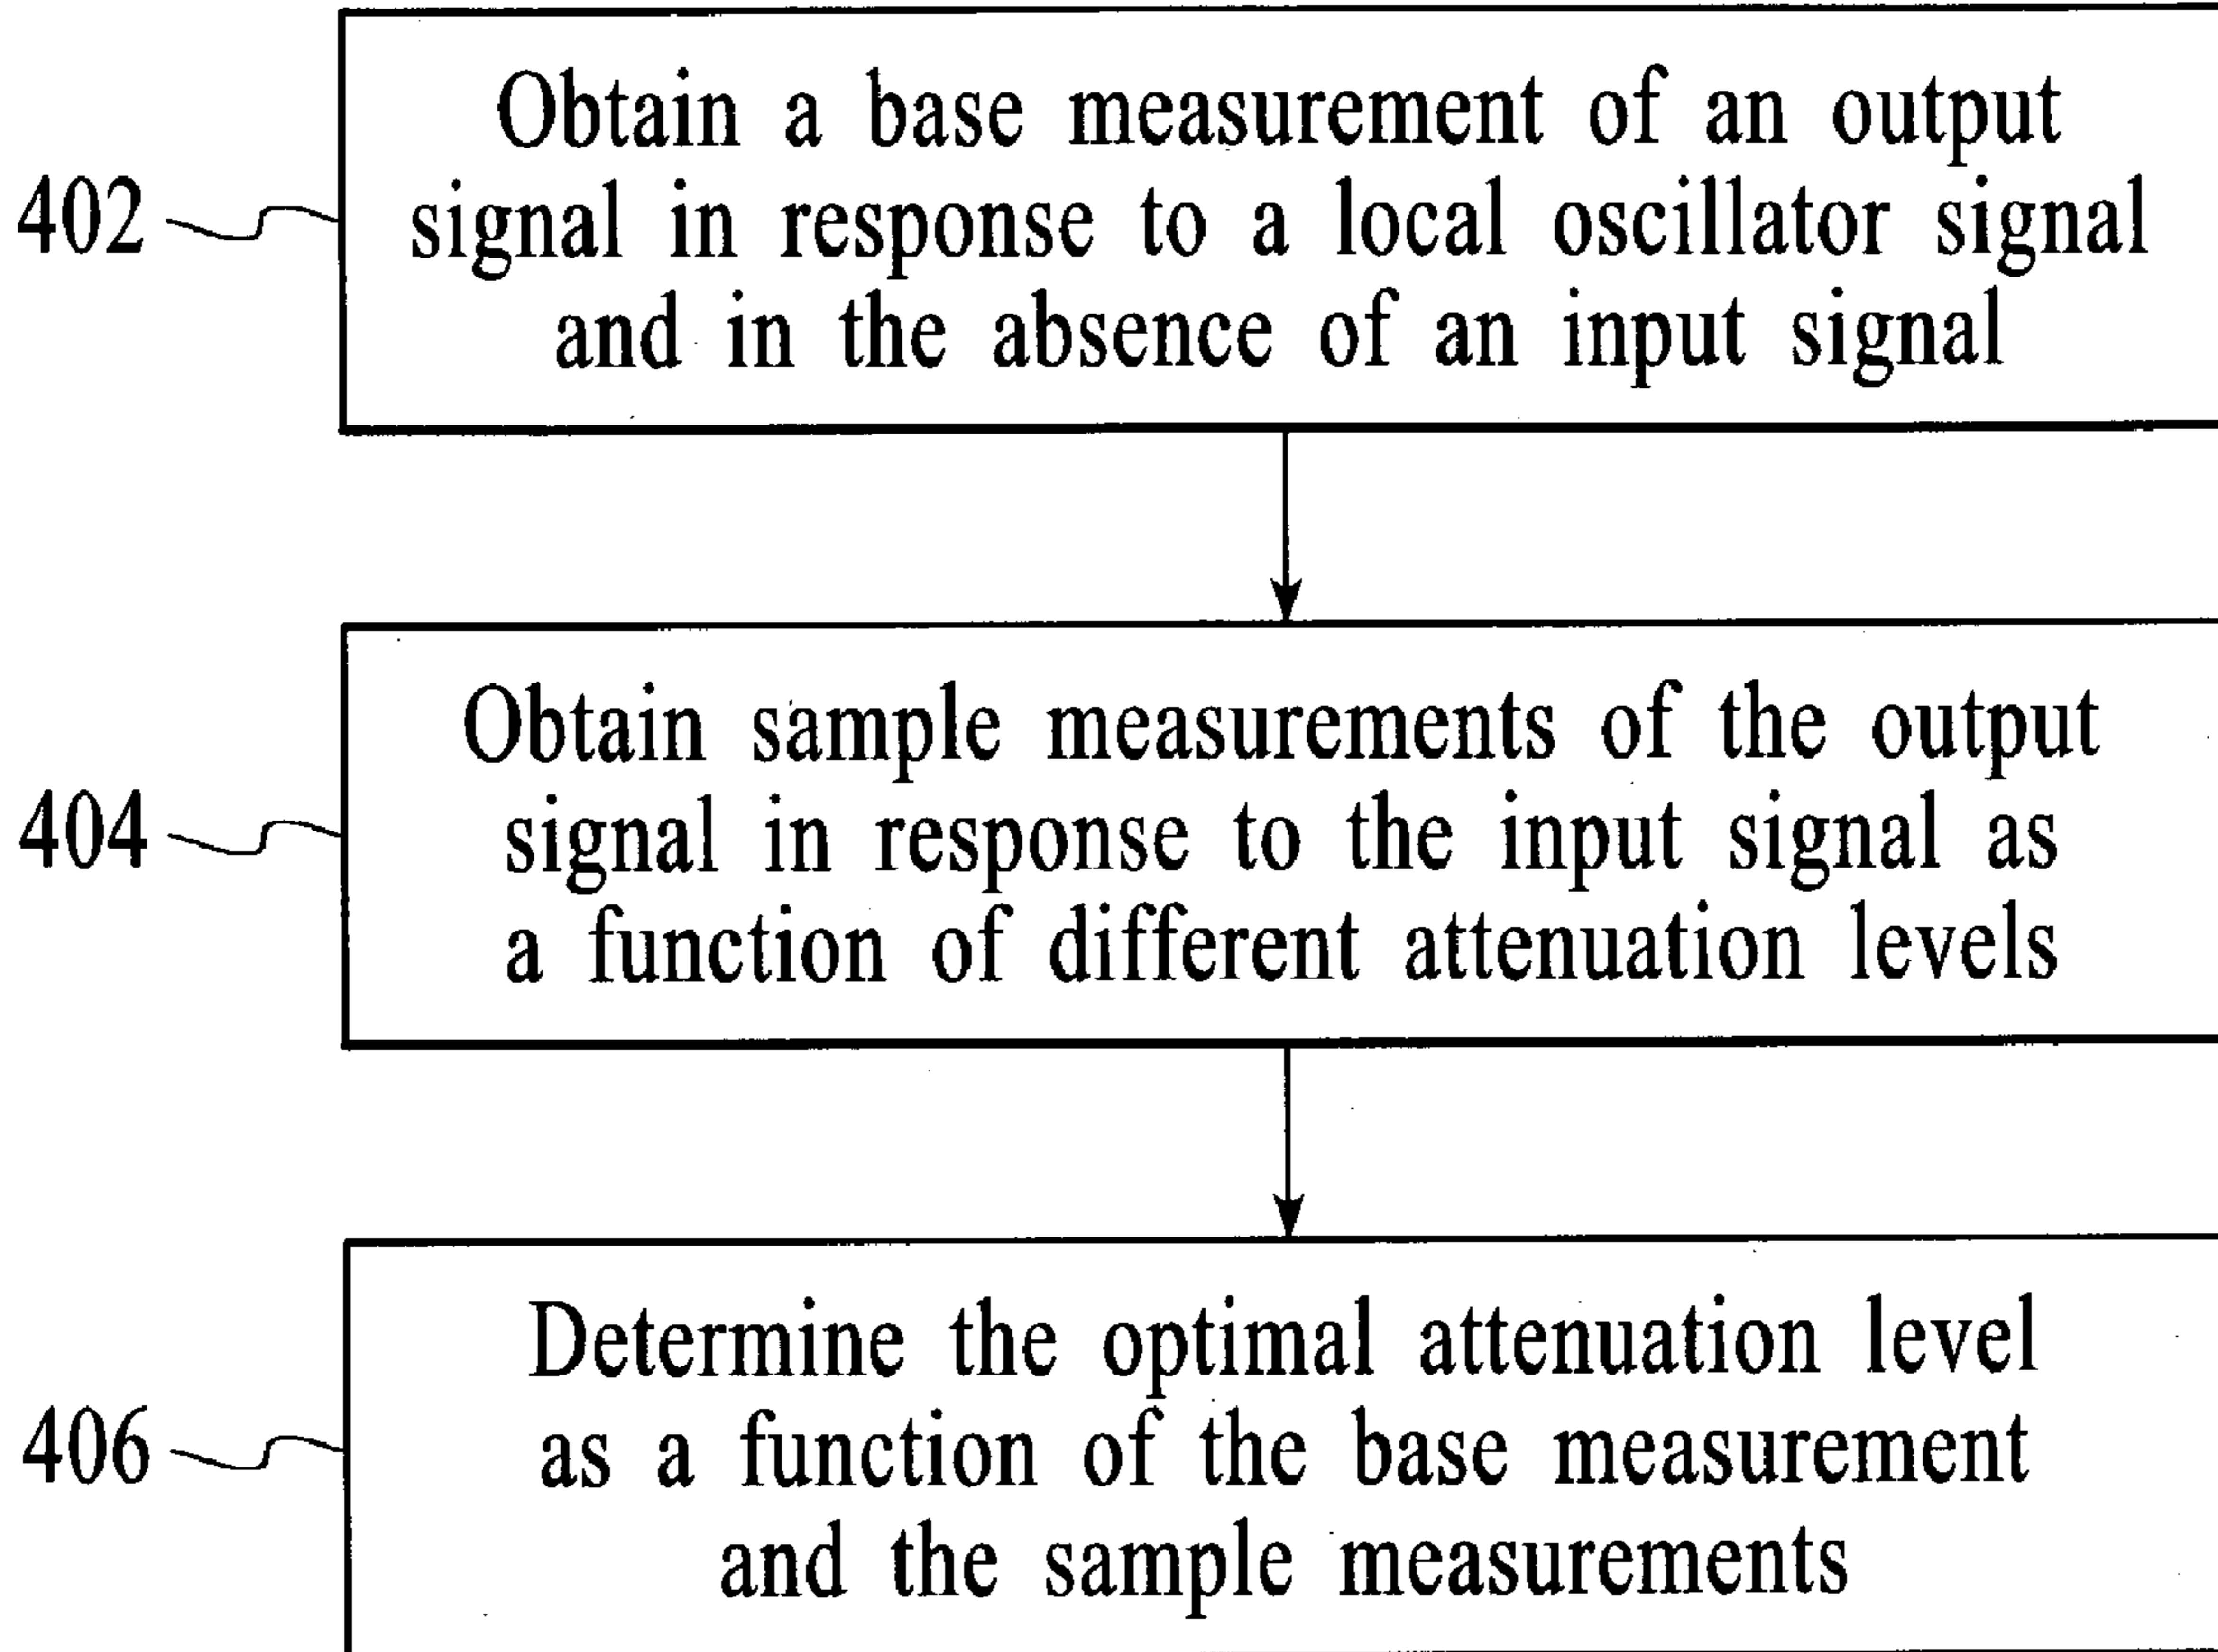 Obtain a base measurement of an output
402 signal in response to a local oscillator signal
and in the absence of an input signal
Obtain sample measurements of the output
404 signal in response to the input signal as
a function of different attenuation levels
Determine the optimal attenuation level
406 as a function of the base measurement
and the sample measurements